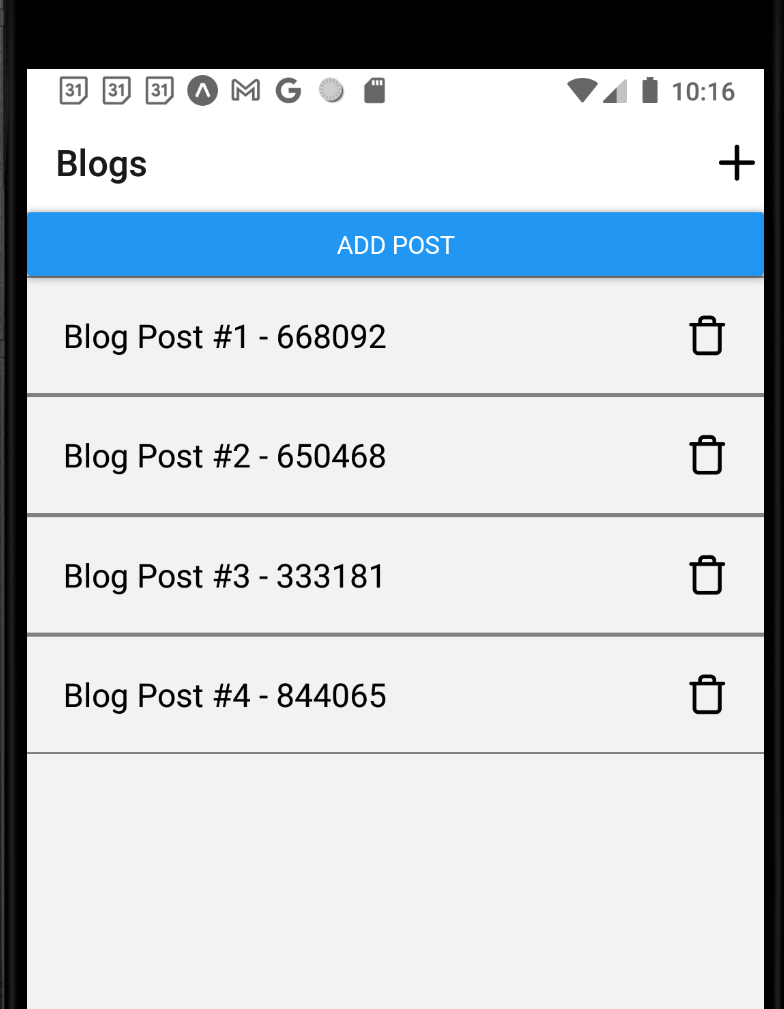 31 31 31 M G 10:16
Blogs
ADD POST
Blog Post #1 - 668092
Blog Post #2 - 650468
Blog Post #3 - 333181
Blog Post #4 - 844065